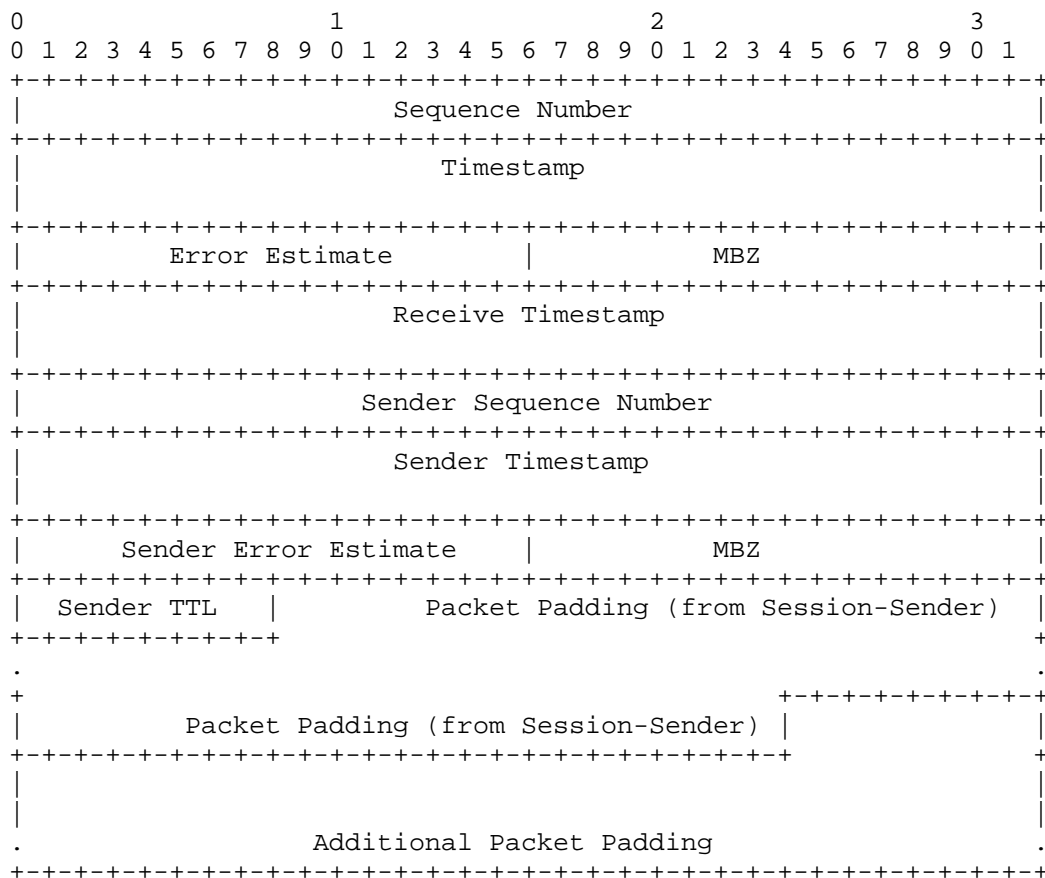 0                   1                   2                   3
0 1 2 3 4 5 6 7 8 9 0 1 2 3 4 5 6 7 8 9 0 1 2 3 4 5 6 7 8 9 0 1
+-+-+-+-+-+-+-+-+-+-+-+-+-+-+-+-+-+-+-+-+-+-+-+-+-+-+-+-+-+-+-+-+
|                       Sequence Number                         |
+-+-+-+-+-+-+-+-+-+-+-+-+-+-+-+-+-+-+-+-+-+-+-+-+-+-+-+-+-+-+-+-+
|                          Timestamp                            |
|                                                               |
+-+-+-+-+-+-+-+-+-+-+-+-+-+-+-+-+-+-+-+-+-+-+-+-+-+-+-+-+-+-+-+-+
|         Error Estimate        |           MBZ                 |
+-+-+-+-+-+-+-+-+-+-+-+-+-+-+-+-+-+-+-+-+-+-+-+-+-+-+-+-+-+-+-+-+
|                       Receive Timestamp                       |
|                                                               |
+-+-+-+-+-+-+-+-+-+-+-+-+-+-+-+-+-+-+-+-+-+-+-+-+-+-+-+-+-+-+-+-+
|                     Sender Sequence Number                    |
+-+-+-+-+-+-+-+-+-+-+-+-+-+-+-+-+-+-+-+-+-+-+-+-+-+-+-+-+-+-+-+-+
|                       Sender Timestamp                        |
|                                                               |
+-+-+-+-+-+-+-+-+-+-+-+-+-+-+-+-+-+-+-+-+-+-+-+-+-+-+-+-+-+-+-+-+
|      Sender Error Estimate    |           MBZ                 |
+-+-+-+-+-+-+-+-+-+-+-+-+-+-+-+-+-+-+-+-+-+-+-+-+-+-+-+-+-+-+-+-+
|  Sender TTL   |         Packet Padding (from Session-Sender)  |
+-+-+-+-+-+-+-+-+                                               +
.                                                               .
+                                               +-+-+-+-+-+-+-+-+
|          Packet Padding (from Session-Sender) |               |
+-+-+-+-+-+-+-+-+-+-+-+-+-+-+-+-+-+-+-+-+-+-+-+-+               +
|                                                               |
|                                                               |
.                  Additional Packet Padding                    .
+-+-+-+-+-+-+-+-+-+-+-+-+-+-+-+-+-+-+-+-+-+-+-+-+-+-+-+-+-+-+-+-+